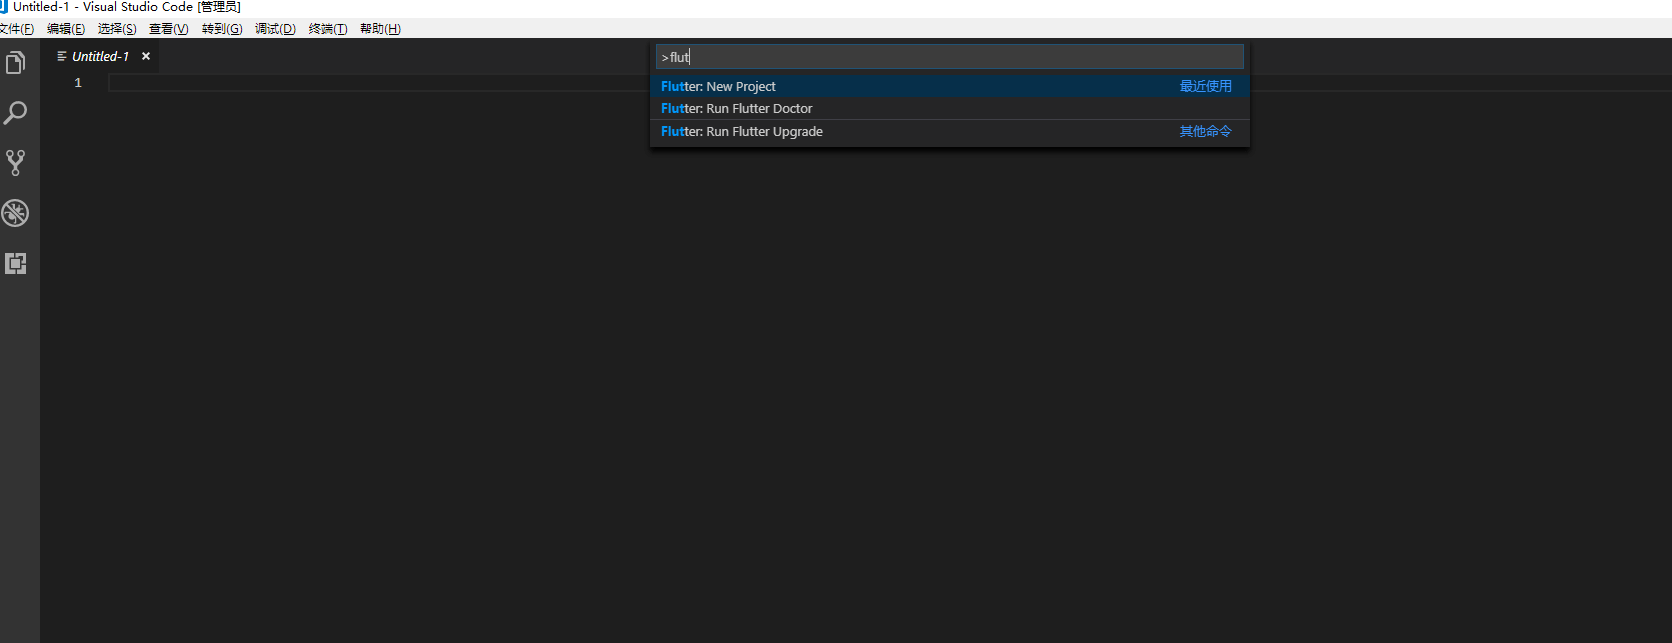 Untitled-1 - Visual Studio Code [管理员]
文件(F) 编辑(E) 选择(S) 查看(V) 转到(G) 调试(D) 终端(T) 帮助(H)
Untitled-1 ×
>flut
1
Flutter: New Project 最近使用
Flutter: Run Flutter Doctor
Flutter: Run Flutter Upgrade 其他命令